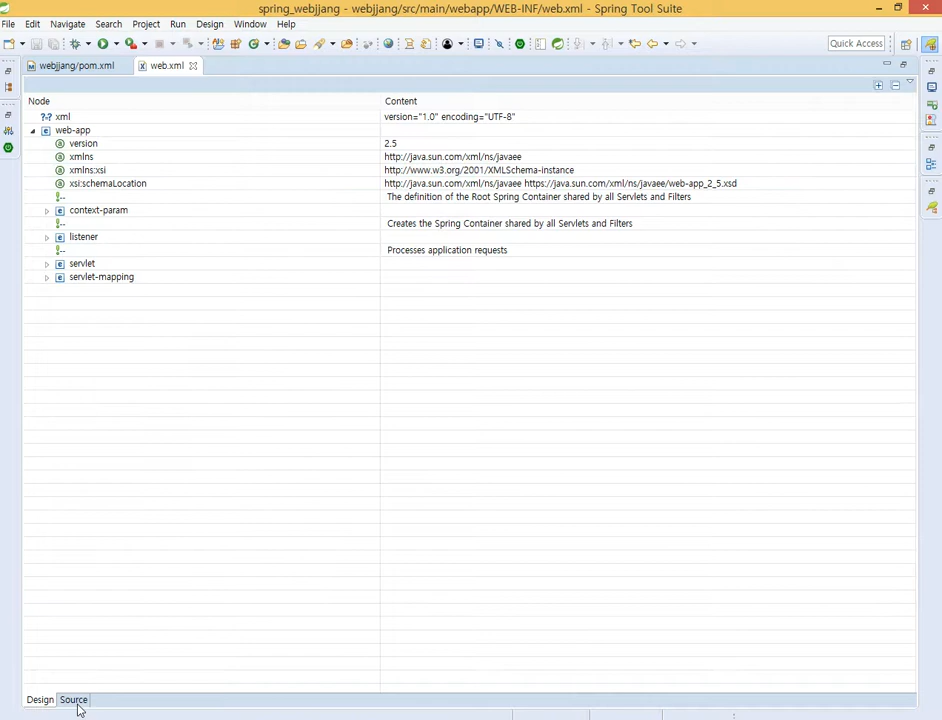 spring_webjjang - webjjang/src/main/webapp/WEB-INF/web.xml - Spring Tool Suite
File Edit Navigate Search Project Run Design Window Help
Quick Access
webjjang/pom.xml web.xml
Node Content
xml version="1.0" encoding="UTF-8"
web-app
version 2.5
xmlns http://java.sun.com/xml/ns/javaee
xmlns:xsi http://www.w3.org/2001/XMLSchema-instance
xsi:schemaLocation http://java.sun.com/xml/ns/javaee https://java.sun.com/xml/ns/javaee/web-app_2_5.xsd
The definition of the Root Spring Container shared by all Servlets and Filters
context-param
Creates the Spring Container shared by all Servlets and Filters
listener
Processes application requests
servlet
servlet-mapping
Design Source